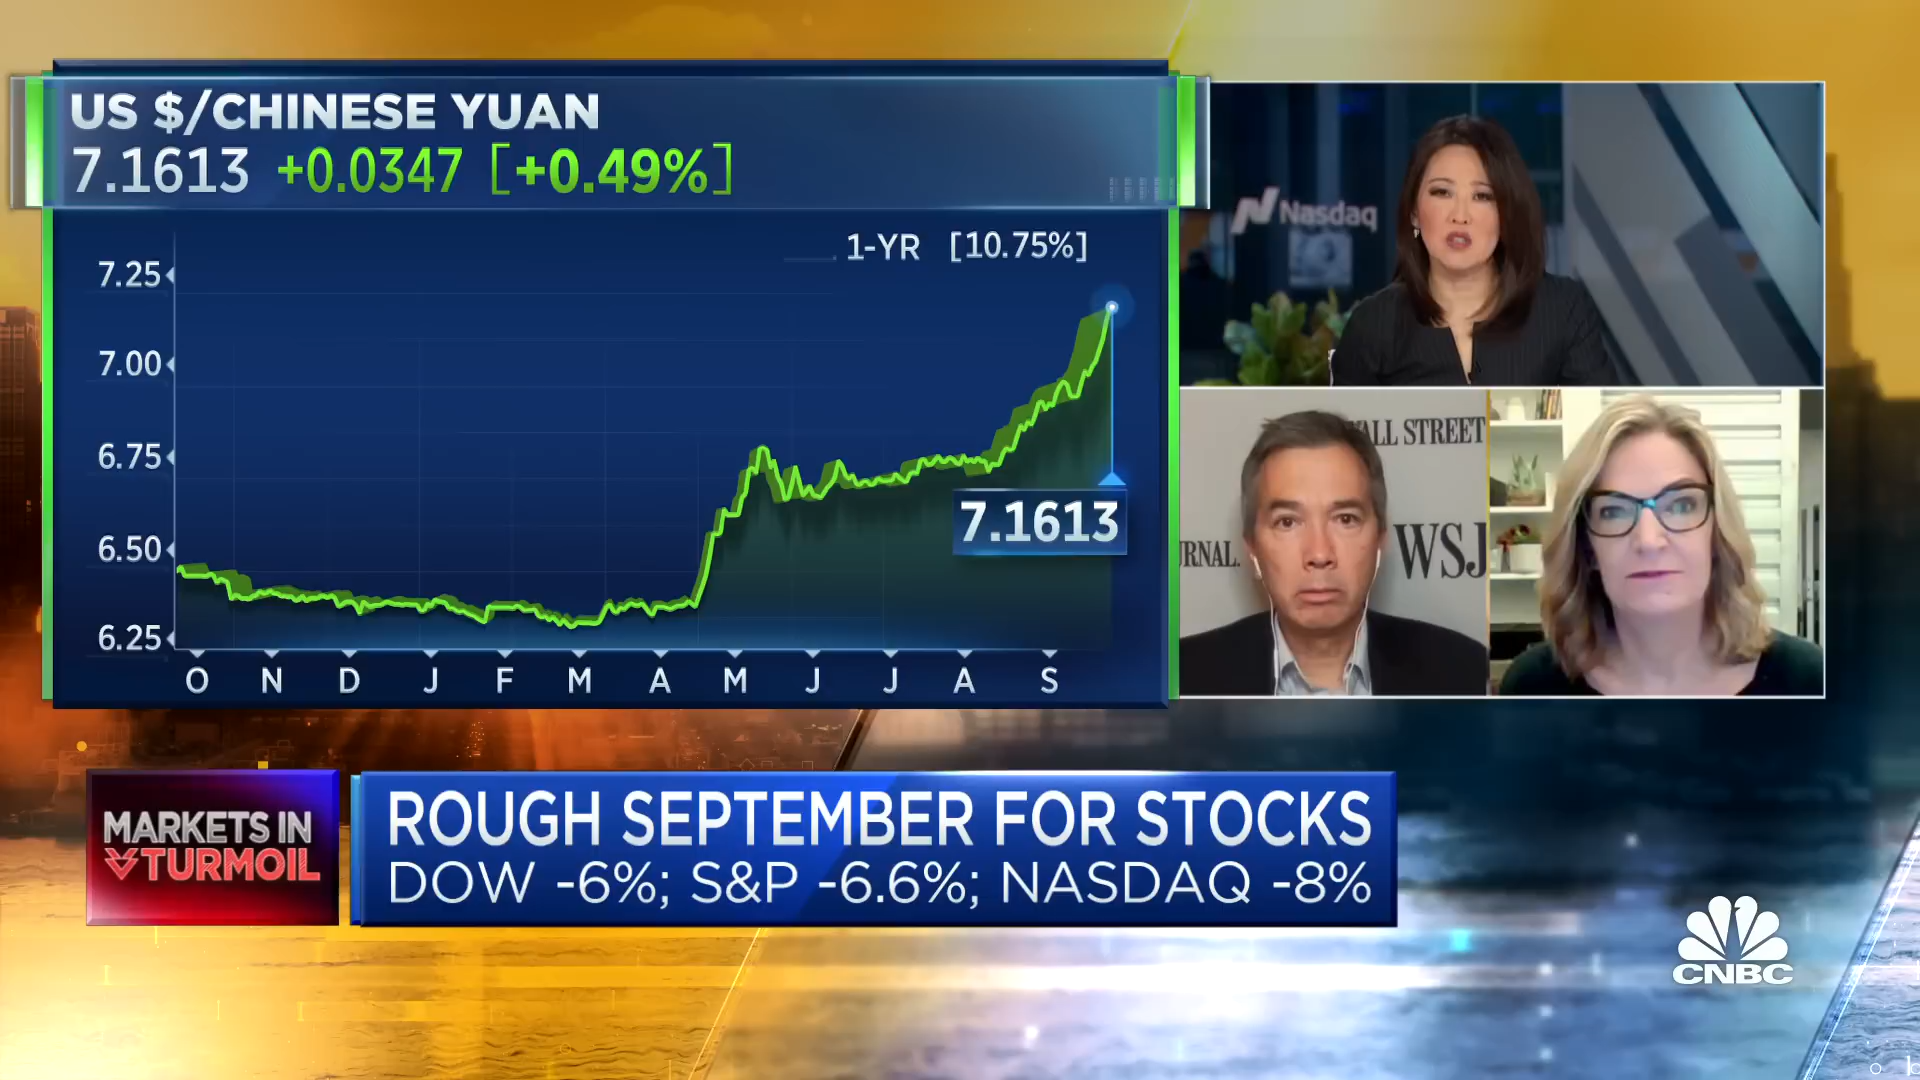 US $/CHINESE YUAN
7.1613 +0.0347 [+0.49%]
1-YR [10.75%]
7.25
7.00
6.75
6.50
6.25
7.1613
O N D J F M A M J J A S
Nasdaq
WALL STREET
URNAL.
WSJ
MARKETS IN
TURMOIL
ROUGH SEPTEMBER FOR STOCKS
DOW -6%; S&P -6.6%; NASDAQ -8%
CNBC